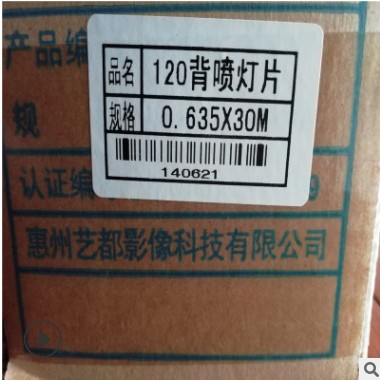 产品编
品名 120背喷灯片
规
规格 0.635X30M
140621
认证编 9
惠州艺都影像科技有限公司